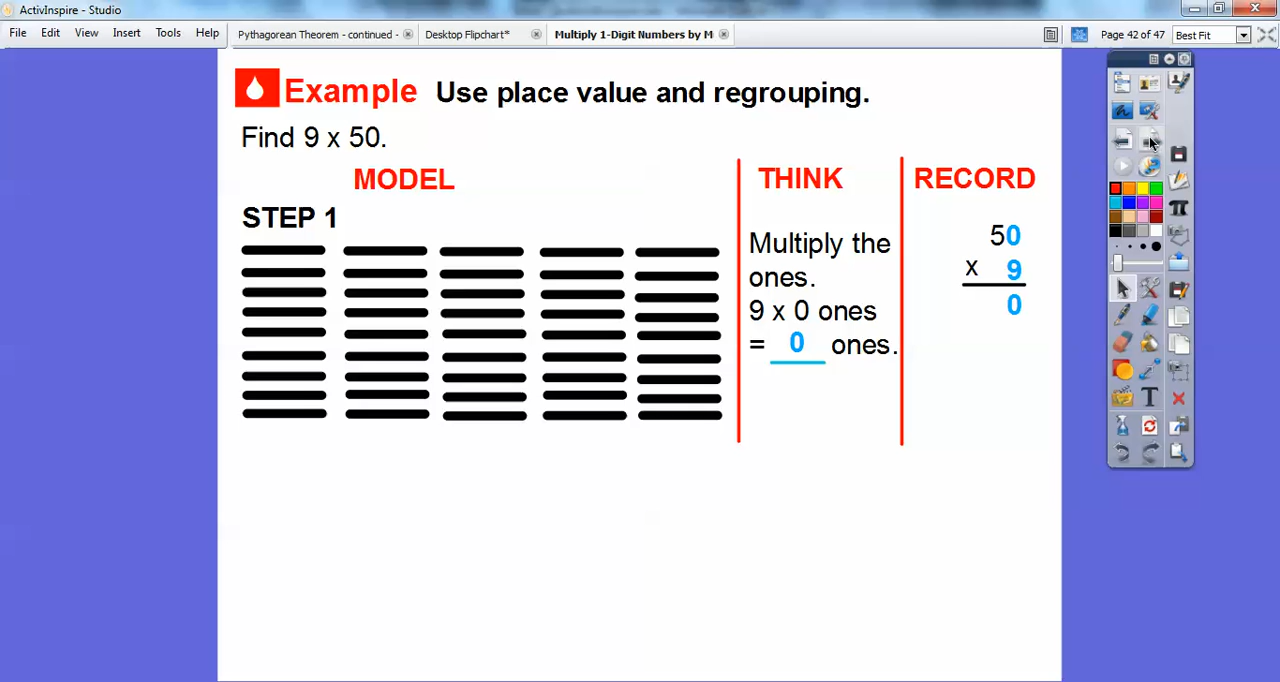 ActivInspire - Studio
File Edit View Insert Tools Help
Pythagorean Theorem - continued - Desktop Flipchart* Multiply 1-Digit Numbers by M
Page 42 of 47 Best Fit
Example Use place value and regrouping.
Find 9 x 50.
MODEL
STEP 1
THINK
Multiply the
ones.
9 x 0 ones
= 0 ones.
RECORD
50
x 9
0